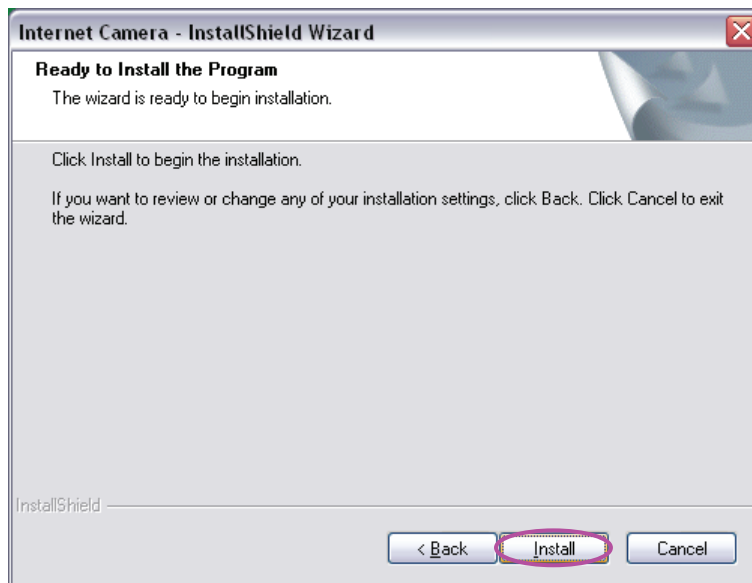 Internet Camera - InstallShield Wizard
Ready to Install the Program
The wizard is ready to begin installation.
Click Install to begin the installation.
If you want to review or change any of your installation settings, click Back. Click Cancel to exit
the wizard.
InstallShield
< Back Install Cancel